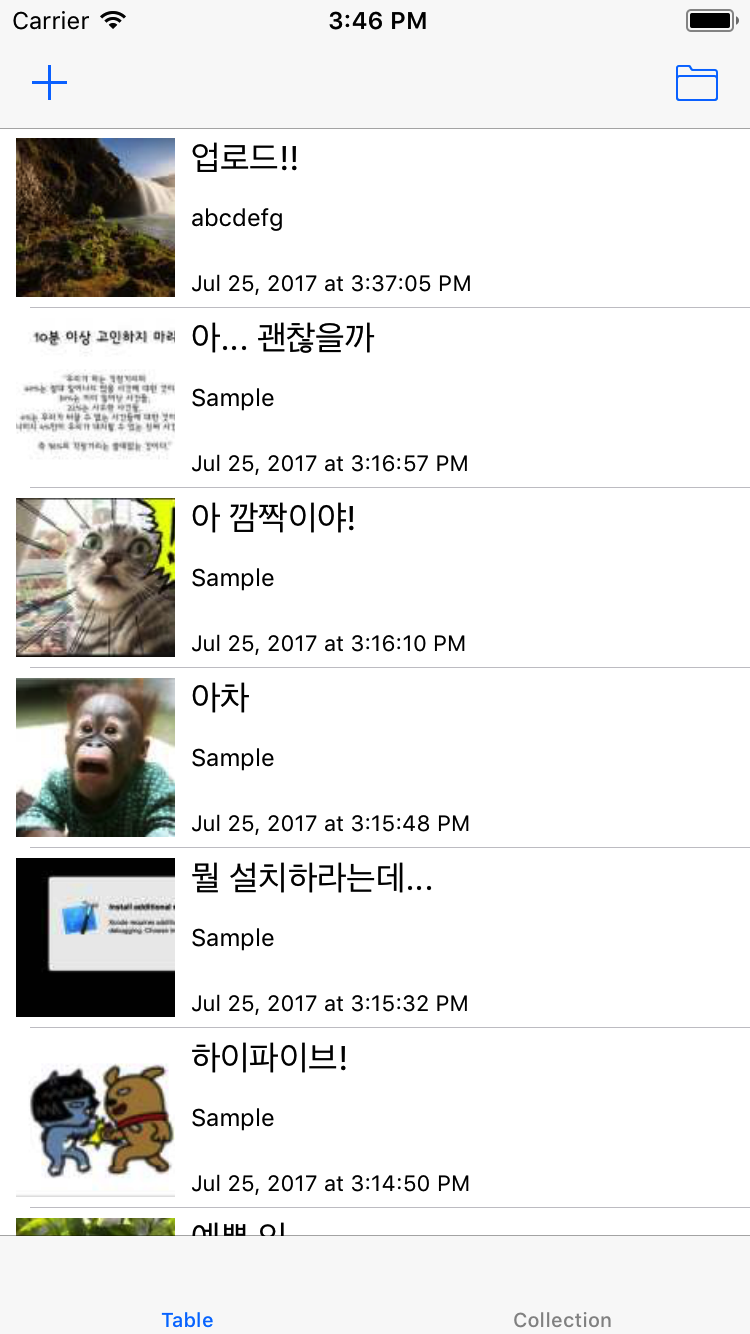 Carrier 3:46 PM
업로드!!
abcdefg
Jul 25, 2017 at 3:37:05 PM
10분 이상 고민하지 마라
아... 괜찮을까
Sample
Jul 25, 2017 at 3:16:57 PM
아 깜짝이야!
Sample
Jul 25, 2017 at 3:16:10 PM
아차
Sample
Jul 25, 2017 at 3:15:48 PM
Install additional
Xcode requires
debugging. Choose
뭘 설치하라는데...
Sample
Jul 25, 2017 at 3:15:32 PM
하이파이브!
Sample
Jul 25, 2017 at 3:14:50 PM
Table Collection